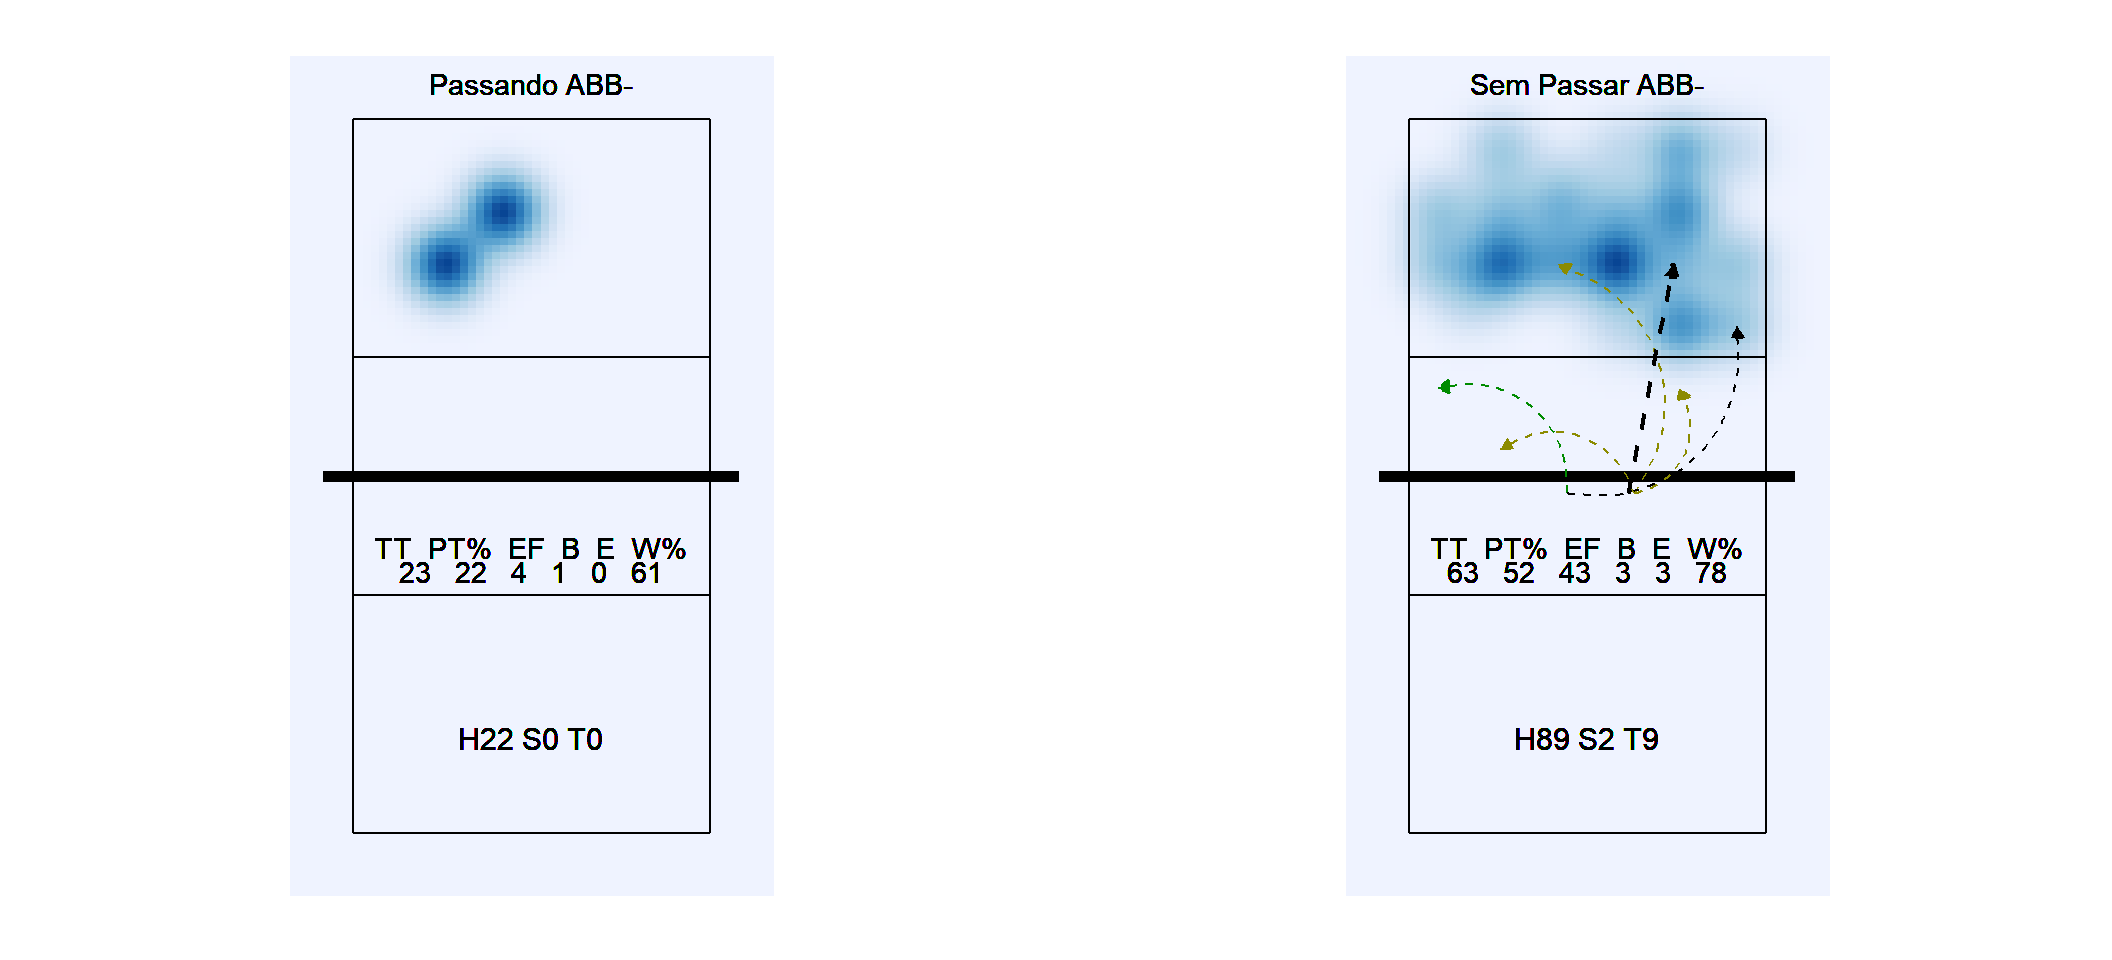 Passando ABB-
TT PT% EF B E W%
23 22 4 1 0 61
H22 S0 T0
Sem Passar ABB-
TT PT% EF B E W%
63 52 43 3 3 78
H89 S2 T9